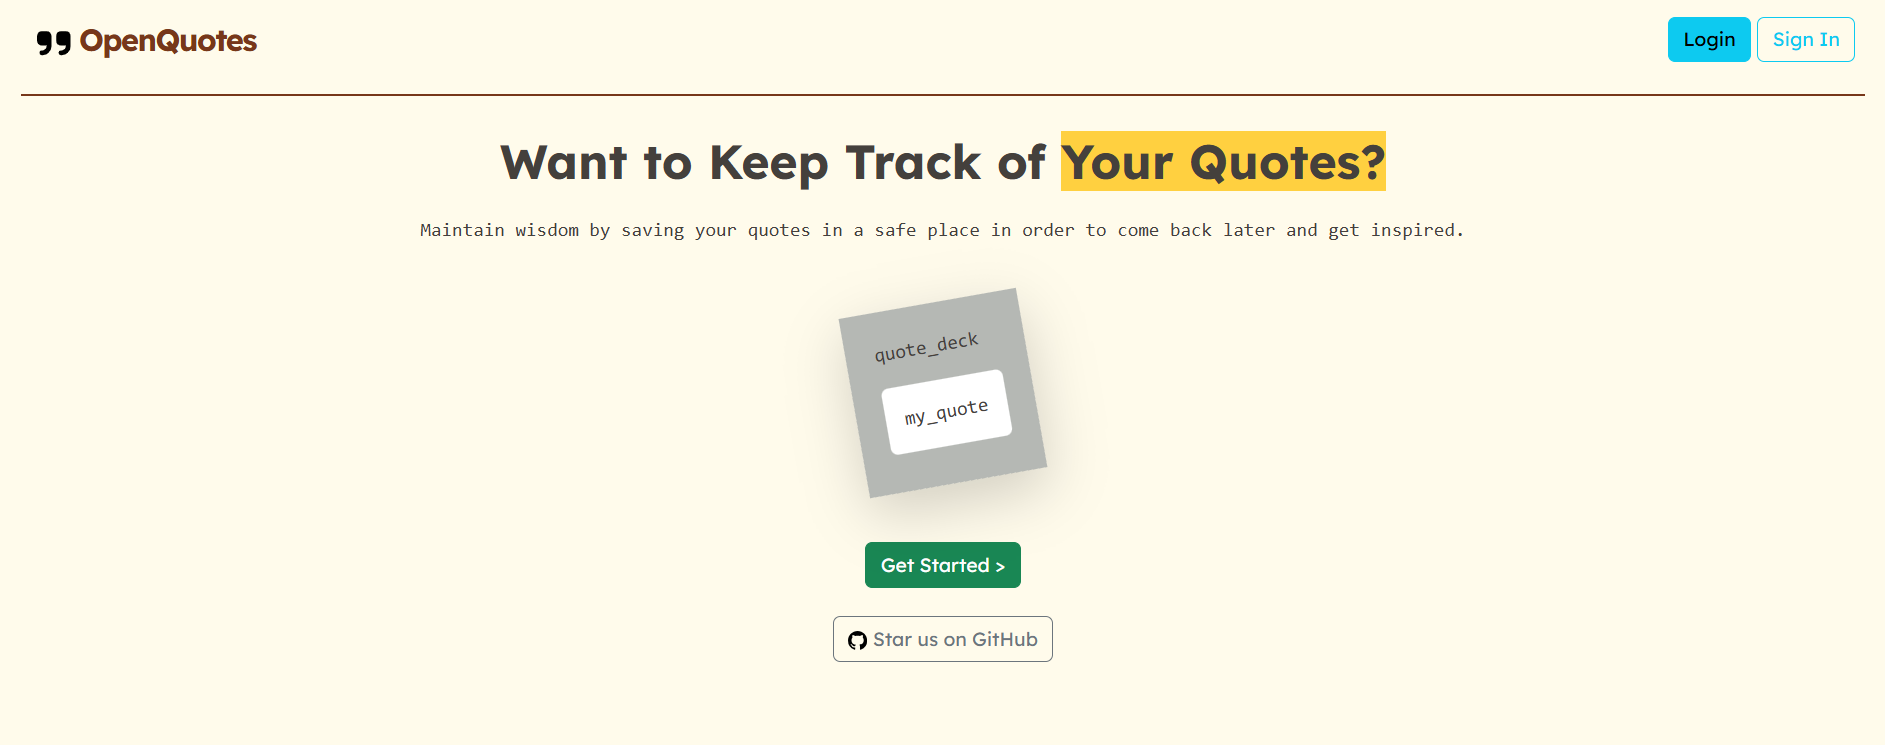 OpenQuotes
Login
Sign In
Want to Keep Track of Your Quotes?
Maintain wisdom by saving your quotes in a safe place in order to come back later and get inspired.
quote_deck
my_quote
Get Started >
Star us on GitHub